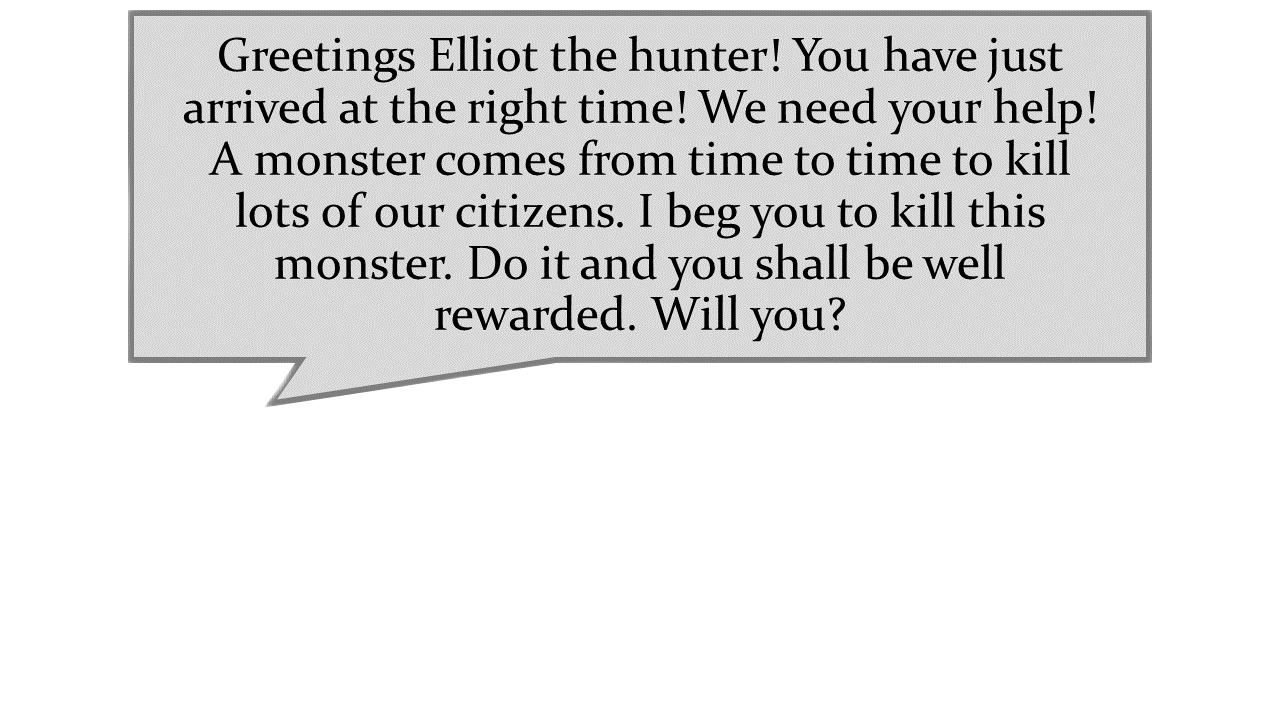 Greetings Elliot the hunter! You have just
arrived at the right time! We need your help!
A monster comes from time to time to kill
lots of our citizens. I beg you to kill this
monster. Do it and you shall be well
rewarded. Will you?